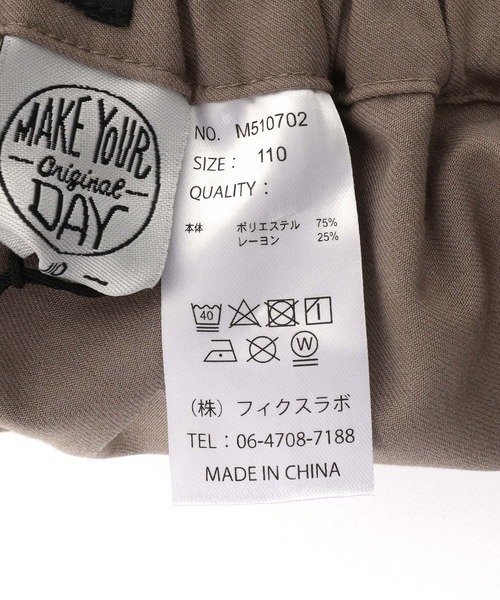 MAKE YOUR
Original
DAY
NO. M510702
SIZE : 110
QUALITY :
本体 ポリエステル 75%
レーヨン 25%
40
W
(株) フィクスラボ
TEL : 06-4708-7188
MADE IN CHINA